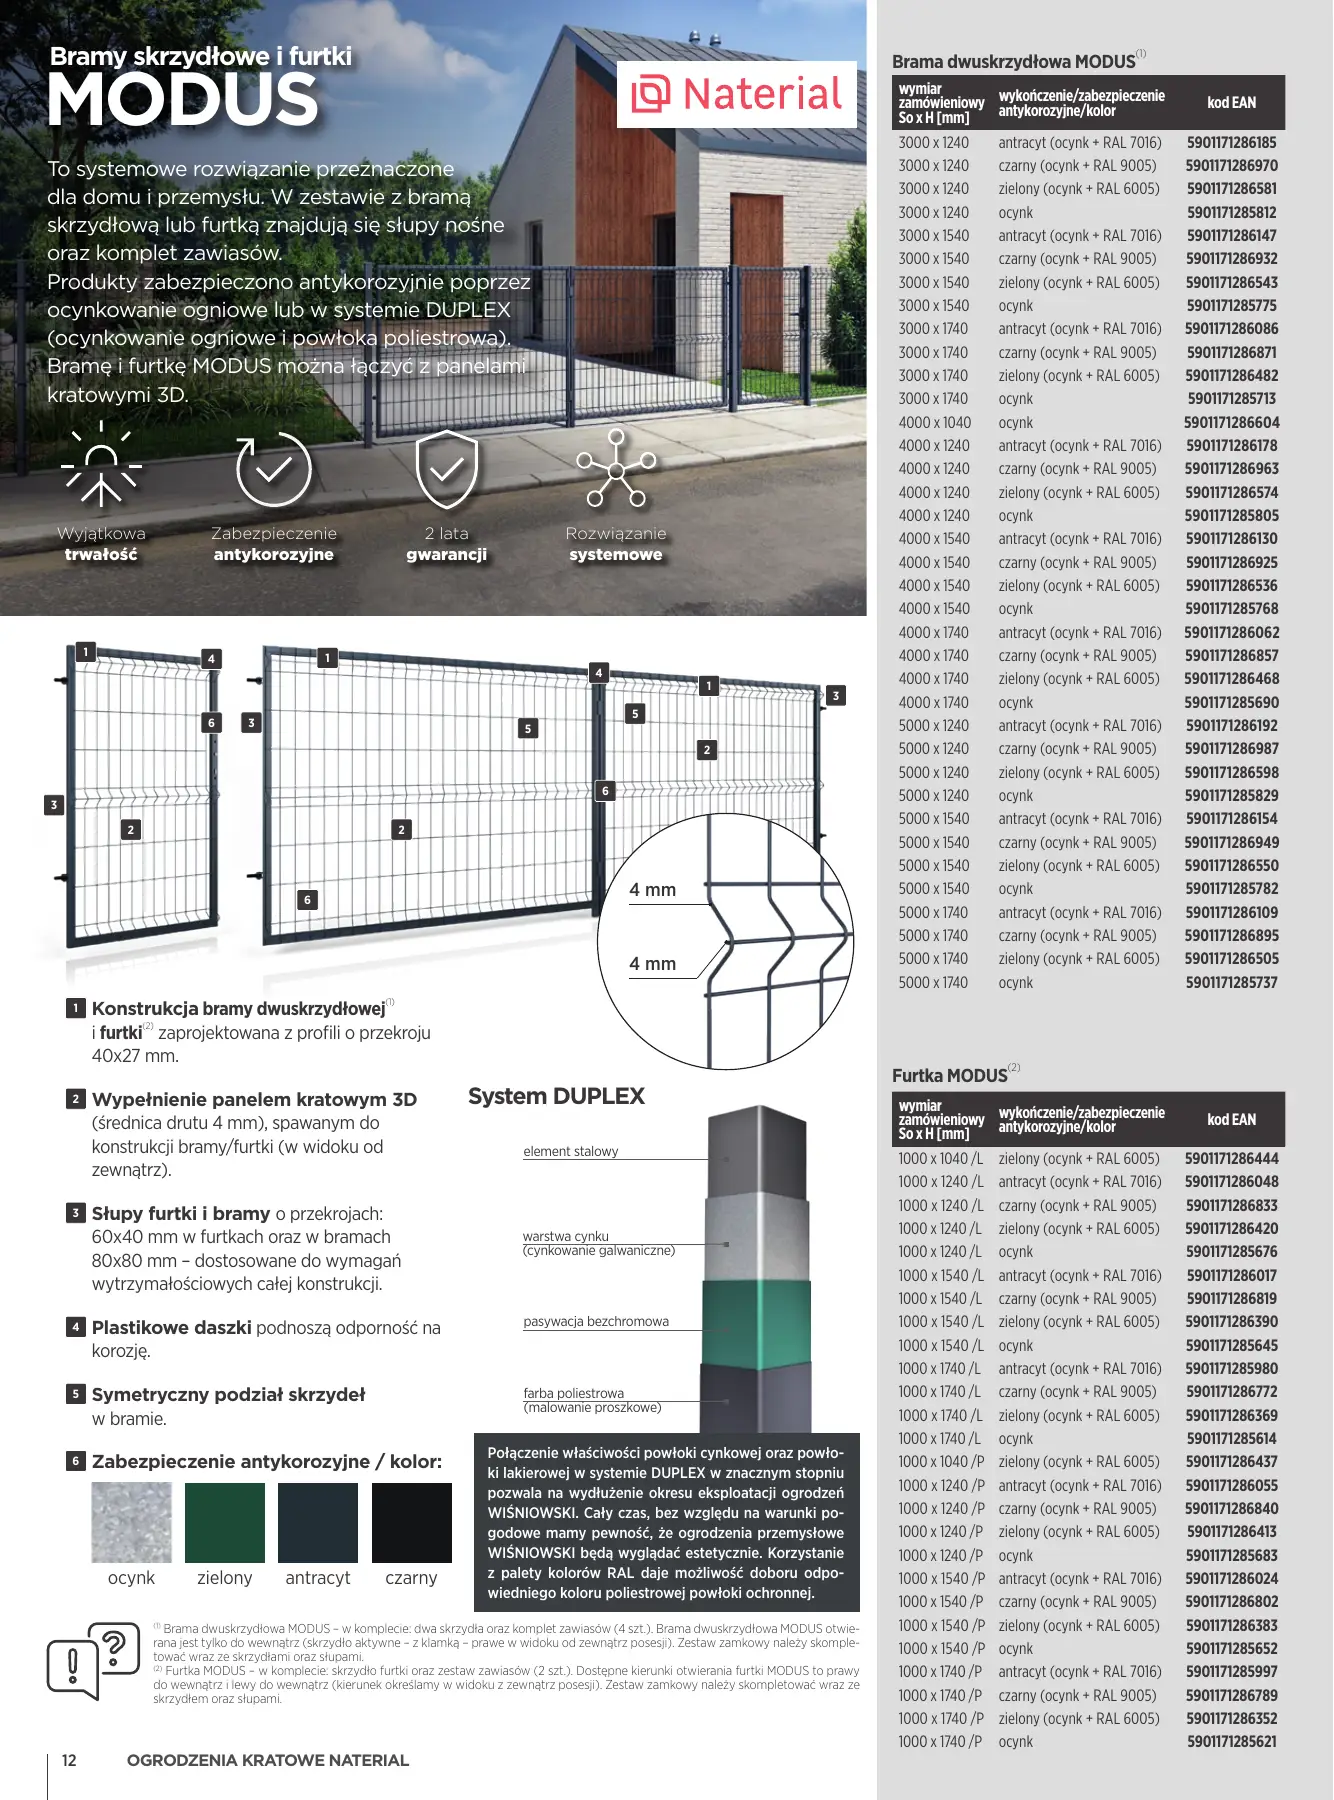 Bramy skrzydłowe i furtki
MODUS
Naterial
To systemowe rozwiązanie przeznaczone
dla domu i przemysłu. W zestawie z bramą
skrzydłową lub furtką znajdują się słupy nośne
oraz komplet zawiasów.
Produkty zabezpieczono antykorozyjnie poprzez
ocynkowanie ogniowe lub w systemie DUPLEX
(ocynkowanie ogniowe i powłoka poliestrowa).
Bramę i furtkę MODUS można łączyć z panelami
kratowymi 3D.
Wyjątkowa
trwałość
Zabezpieczenie
antykorozyjne
2 lata
gwarancji
Rozwiązanie
systemowe
1
4
6
3
2
1
3
4
5
1
3
5
2
6
2
6
4 mm
4 mm
1 Konstrukcja bramy dwuskrzydłowej(1)
i furtki(2) zaprojektowana z profili o przekroju
40x27 mm.
2 Wypełnienie panelem kratowym 3D
(średnica drutu 4 mm), spawanym do
konstrukcji bramy/furtki (w widoku od
zewnątrz).
3 Słupy furtki i bramy o przekrojach:
60x40 mm w furtkach oraz w bramach
80x80 mm – dostosowane do wymagań
wytrzymałościowych całej konstrukcji.
4 Plastikowe daszki podnoszą odporność na
korozję.
5 Symetryczny podział skrzydeł
w bramie.
6 Zabezpieczenie antykorozyjne / kolor:
ocynk zielony antracyt czarny
System DUPLEX
element stalowy
warstwa cynku
(cynkowanie galwaniczne)
pasywacja bezchromowa
farba poliestrowa
(malowanie proszkowe)
Połączenie właściwości powłoki cynkowej oraz powło-
ki lakierowej w systemie DUPLEX w znacznym stopniu
pozwala na wydłużenie okresu eksploatacji ogrodzeń
WIŚNIOWSKI. Cały czas, bez względu na warunki po-
godowe mamy pewność, że ogrodzenia przemysłowe
WIŚNIOWSKI będą wyglądać estetycznie. Korzystanie
z palety kolorów RAL daje możliwość doboru odpo-
wiedniego koloru poliestrowej powłoki ochronnej.
(1) Brama dwuskrzydłowa MODUS – w komplecie: dwa skrzydła oraz komplet zawiasów (4 szt.). Brama dwuskrzydłowa MODUS otwie-
rana jest tylko do wewnątrz (skrzydło aktywne – z klamką – prawe w widoku od zewnątrz posesji). Zestaw zamkowy należy skomple-
tować wraz ze skrzydłami oraz słupami.
(2) Furtka MODUS – w komplecie: skrzydło furtki oraz zestaw zawiasów (2 szt.). Dostępne kierunki otwierania furtki MODUS to prawy
do wewnątrz i lewy do wewnątrz (kierunek określamy w widoku z zewnątrz posesji). Zestaw zamkowy należy skompletować wraz ze
skrzydłem oraz słupami.
12 OGRODZENIA KRATOWE NATERIAL
Brama dwuskrzydłowa MODUS(1)
wymiar
zamówieniowy
So x H [mm]
wykończenie/zabezpieczenie
antykorozyjne/kolor
kod EAN
3000 x 1240 antracyt (ocynk + RAL 7016) 5901171286185
3000 x 1240 czarny (ocynk + RAL 9005) 5901171286970
3000 x 1240 zielony (ocynk + RAL 6005) 5901171286581
3000 x 1240 ocynk 5901171285812
3000 x 1540 antracyt (ocynk + RAL 7016) 5901171286147
3000 x 1540 czarny (ocynk + RAL 9005) 5901171286932
3000 x 1540 zielony (ocynk + RAL 6005) 5901171286543
3000 x 1540 ocynk 5901171285775
3000 x 1740 antracyt (ocynk + RAL 7016) 5901171286086
3000 x 1740 czarny (ocynk + RAL 9005) 5901171286871
3000 x 1740 zielony (ocynk + RAL 6005) 5901171286482
3000 x 1740 ocynk 5901171285713
4000 x 1040 ocynk 5901171286604
4000 x 1240 antracyt (ocynk + RAL 7016) 5901171286178
4000 x 1240 czarny (ocynk + RAL 9005) 5901171286963
4000 x 1240 zielony (ocynk + RAL 6005) 5901171286574
4000 x 1240 ocynk 5901171285805
4000 x 1540 antracyt (ocynk + RAL 7016) 5901171286130
4000 x 1540 czarny (ocynk + RAL 9005) 5901171286925
4000 x 1540 zielony (ocynk + RAL 6005) 5901171286536
4000 x 1540 ocynk 5901171285768
4000 x 1740 antracyt (ocynk + RAL 7016) 5901171286062
4000 x 1740 czarny (ocynk + RAL 9005) 5901171286857
4000 x 1740 zielony (ocynk + RAL 6005) 5901171286468
4000 x 1740 ocynk 5901171285690
5000 x 1240 antracyt (ocynk + RAL 7016) 5901171286192
5000 x 1240 czarny (ocynk + RAL 9005) 5901171286987
5000 x 1240 zielony (ocynk + RAL 6005) 5901171286598
5000 x 1240 ocynk 5901171285829
5000 x 1540 antracyt (ocynk + RAL 7016) 5901171286154
5000 x 1540 czarny (ocynk + RAL 9005) 5901171286949
5000 x 1540 zielony (ocynk + RAL 6005) 5901171286550
5000 x 1540 ocynk 5901171285782
5000 x 1740 antracyt (ocynk + RAL 7016) 5901171286109
5000 x 1740 czarny (ocynk + RAL 9005) 5901171286895
5000 x 1740 zielony (ocynk + RAL 6005) 5901171286505
5000 x 1740 ocynk 5901171285737
Furtka MODUS(2)
wymiar
zamówieniowy
So x H [mm]
wykończenie/zabezpieczenie
antykorozyjne/kolor
kod EAN
1000 x 1040 /L zielony (ocynk + RAL 6005) 5901171286444
1000 x 1240 /L antracyt (ocynk + RAL 7016) 5901171286048
1000 x 1240 /L czarny (ocynk + RAL 9005) 5901171286833
1000 x 1240 /L zielony (ocynk + RAL 6005) 5901171286420
1000 x 1240 /L ocynk 5901171285676
1000 x 1540 /L antracyt (ocynk + RAL 7016) 5901171286017
1000 x 1540 /L czarny (ocynk + RAL 9005) 5901171286819
1000 x 1540 /L zielony (ocynk + RAL 6005) 5901171286390
1000 x 1540 /L ocynk 5901171285645
1000 x 1740 /L antracyt (ocynk + RAL 7016) 5901171285980
1000 x 1740 /L czarny (ocynk + RAL 9005) 5901171286772
1000 x 1740 /L zielony (ocynk + RAL 6005) 5901171286369
1000 x 1740 /L ocynk 5901171285614
1000 x 1040 /P zielony (ocynk + RAL 6005) 5901171286437
1000 x 1240 /P antracyt (ocynk + RAL 7016) 5901171286055
1000 x 1240 /P czarny (ocynk + RAL 9005) 5901171286840
1000 x 1240 /P zielony (ocynk + RAL 6005) 5901171286413
1000 x 1240 /P ocynk 5901171285683
1000 x 1540 /P antracyt (ocynk + RAL 7016) 5901171286024
1000 x 1540 /P czarny (ocynk + RAL 9005) 5901171286802
1000 x 1540 /P zielony (ocynk + RAL 6005) 5901171286383
1000 x 1540 /P ocynk 5901171285652
1000 x 1740 /P antracyt (ocynk + RAL 7016) 5901171285997
1000 x 1740 /P czarny (ocynk + RAL 9005) 5901171286789
1000 x 1740 /P zielony (ocynk + RAL 6005) 5901171286352
1000 x 1740 /P ocynk 5901171285621